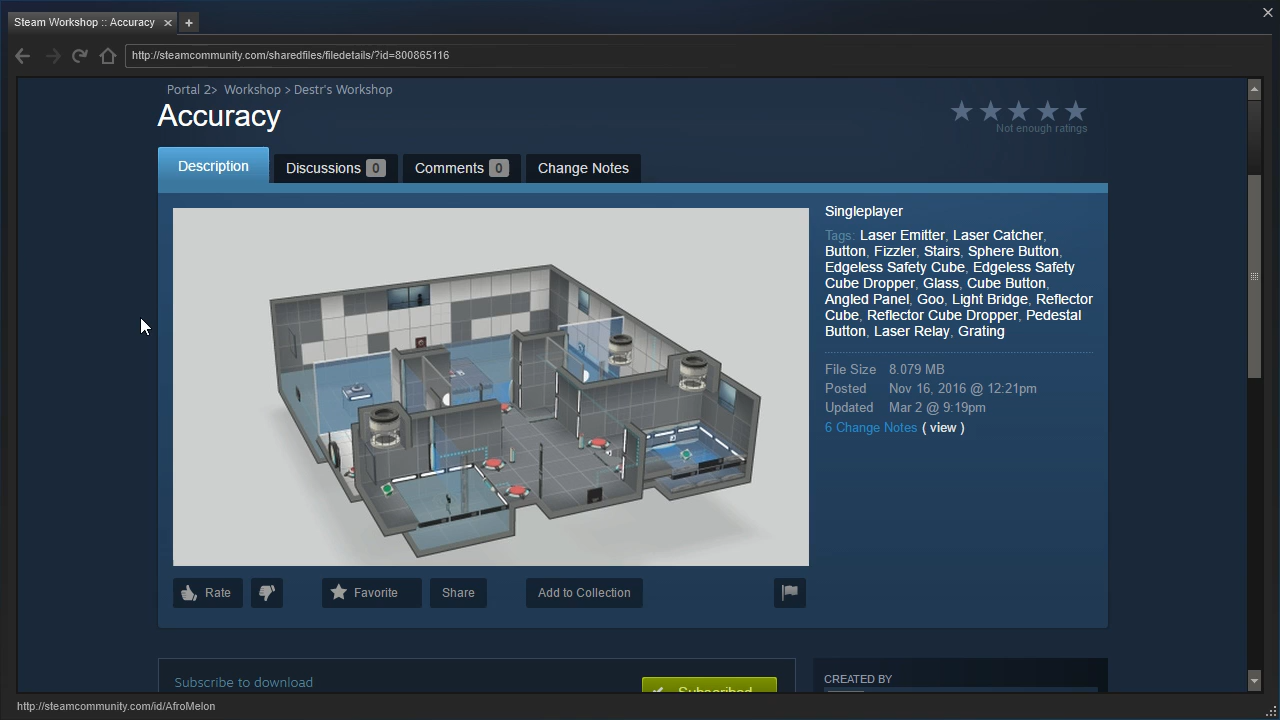 Steam Workshop :: Accuracy
http://steamcommunity.com/sharedfiles/filedetails/?id=800865116
Portal 2> Workshop > Destr's Workshop
Accuracy
Not enough ratings
Description
Discussions 0
Comments 0
Change Notes
Singleplayer
Tags: Laser Emitter, Laser Catcher,
Button, Fizzler, Stairs, Sphere Button,
Edgeless Safety Cube, Edgeless Safety
Cube Dropper, Glass, Cube Button,
Angled Panel, Goo, Light Bridge, Reflector
Cube, Reflector Cube Dropper, Pedestal
Button, Laser Relay, Grating
File Size 8.079 MB
Posted Nov 16, 2016 @ 12:21pm
Updated Mar 2 @ 9:19pm
6 Change Notes ( view )
Rate
Favorite
Share
Add to Collection
Subscribe to download
Subscribed
CREATED BY
http://steamcommunity.com/id/AfroMelon